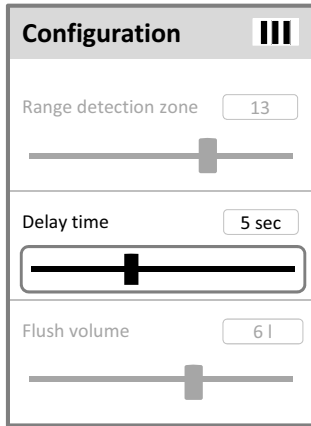 Configuration
Range detection zone 13
Delay time 5 sec
Flush volume 6 l